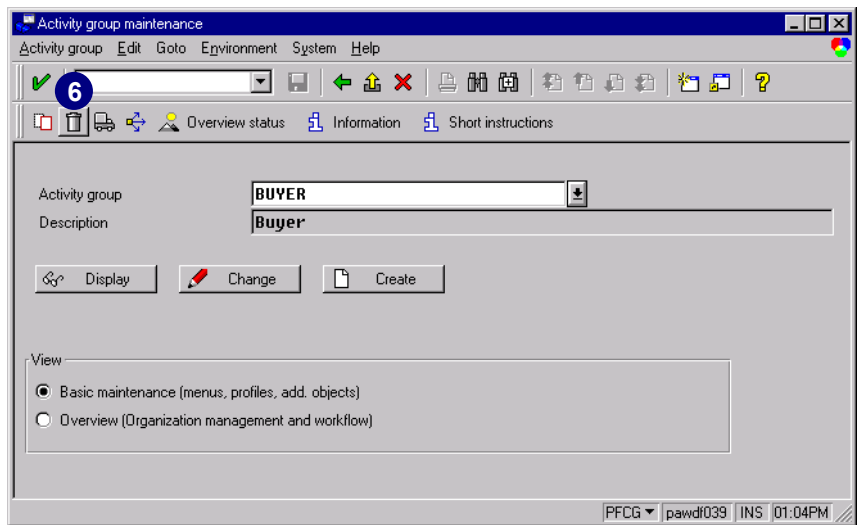 Activity group maintenance
Activity group Edit Goto Environment System Help
6
Overview status Information Short instructions
Activity group BUYER
Description Buyer
Display Change Create
View
Basic maintenance (menus, profiles, add. objects)
Overview (Organization management and workflow)
PFCG pawdf039 INS 01:04PM